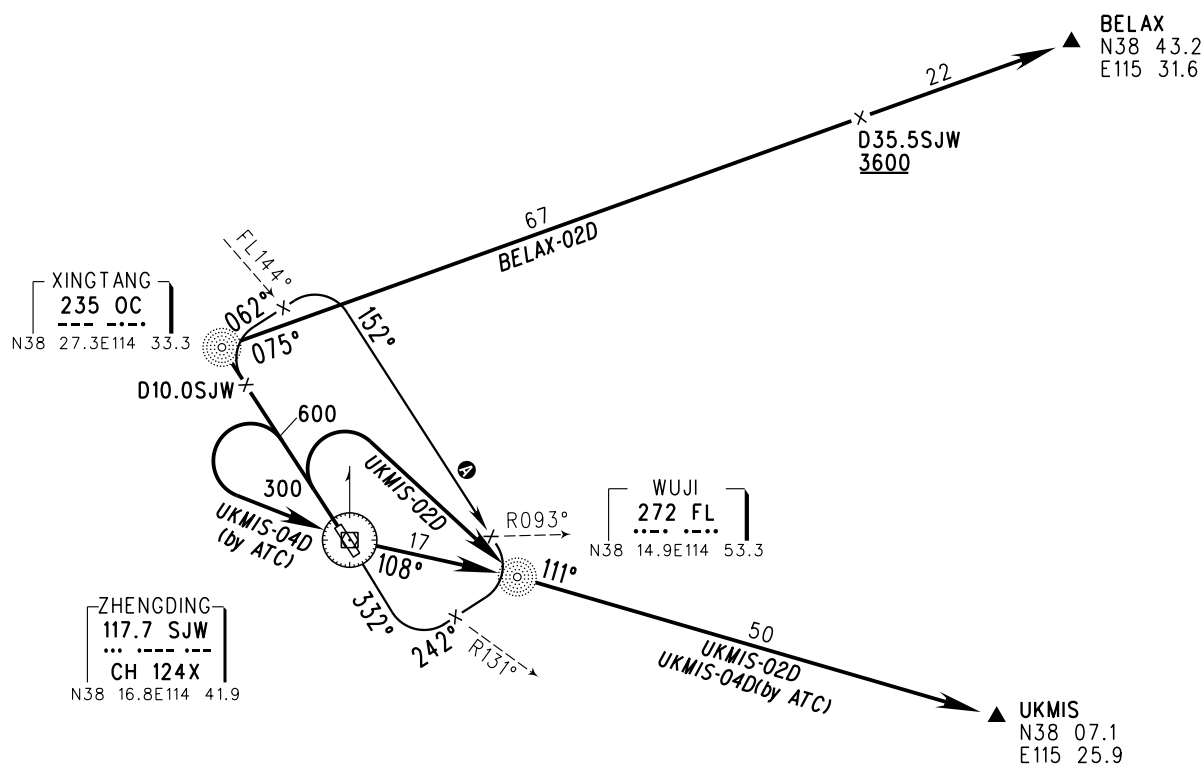 BELAX
N38 43.2
E115 31.6
22
D35.5SJW
3600
67
BELAX-02D
FL144°
XINGTANG
235 OC
N38 27.3E114 33.3
062°
075°
152°
D10.0SJW
600
300
UKMIS-02D
UKMIS-04D
(by ATC)
A
R093°
WUJI
272 FL
N38 14.9E114 53.3
17
108°
111°
332°
242°
R131°
ZHENGDING
117.7 SJW
CH 124X
N38 16.8E114 41.9
50
UKMIS-02D
UKMIS-04D(by ATC)
UKMIS
N38 07.1
E115 25.9